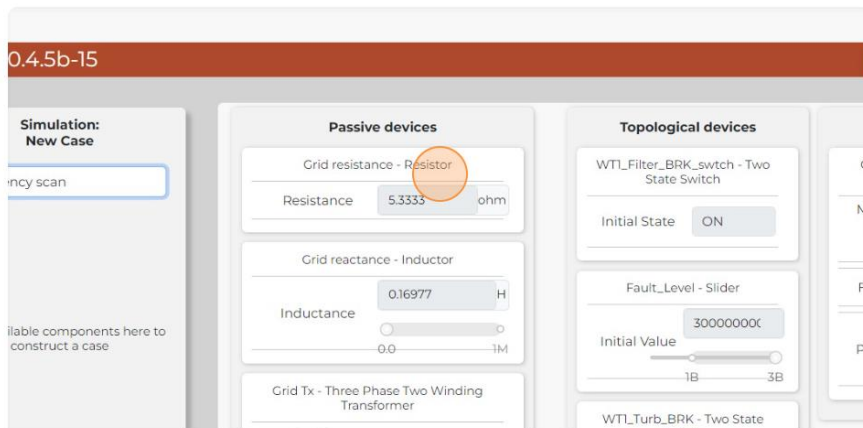 0.4.5b-15
Simulation:
New Case
ency scan
ilable components here to
construct a case
Passive devices
Grid resistance - Resistor
Resistance 5.3333 ohm
Grid reactance - Inductor
Inductance 0.16977 H
0.0 1M
Grid Tx - Three Phase Two Winding
Transformer
Topological devices
WT1_Filter_BRK_swtch - Two
State Switch
Initial State ON
Fault_Level - Slider
Initial Value 30000000
1B 3B
WT1_Turb_BRK - Two State